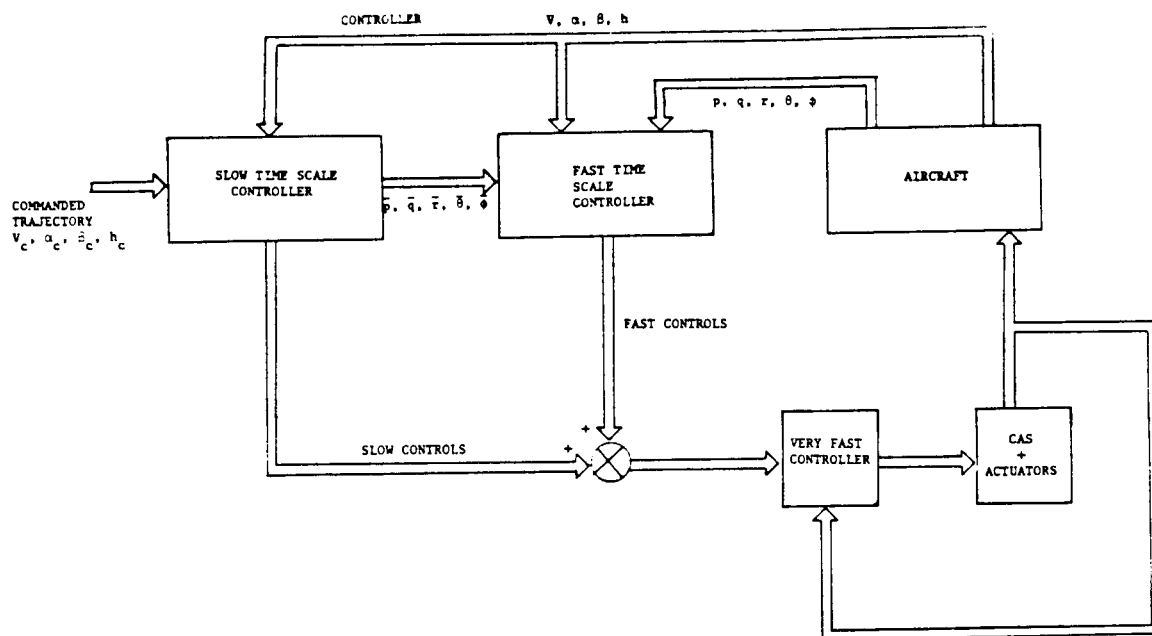 CONTROLLER
V, α, β, h
p, q, r, θ, φ
SLOW TIME SCALE
CONTROLLER
FAST TIME
SCALE
CONTROLLER
AIRCRAFT
p̄, q̄, r̄, θ̄, φ̄
COMMANDED
TRAJECTORY
V_c, α_c, β_c, h_c
FAST CONTROLS
+
+
SLOW CONTROLS
VERY FAST
CONTROLLER
CAS
+
ACTUATORS